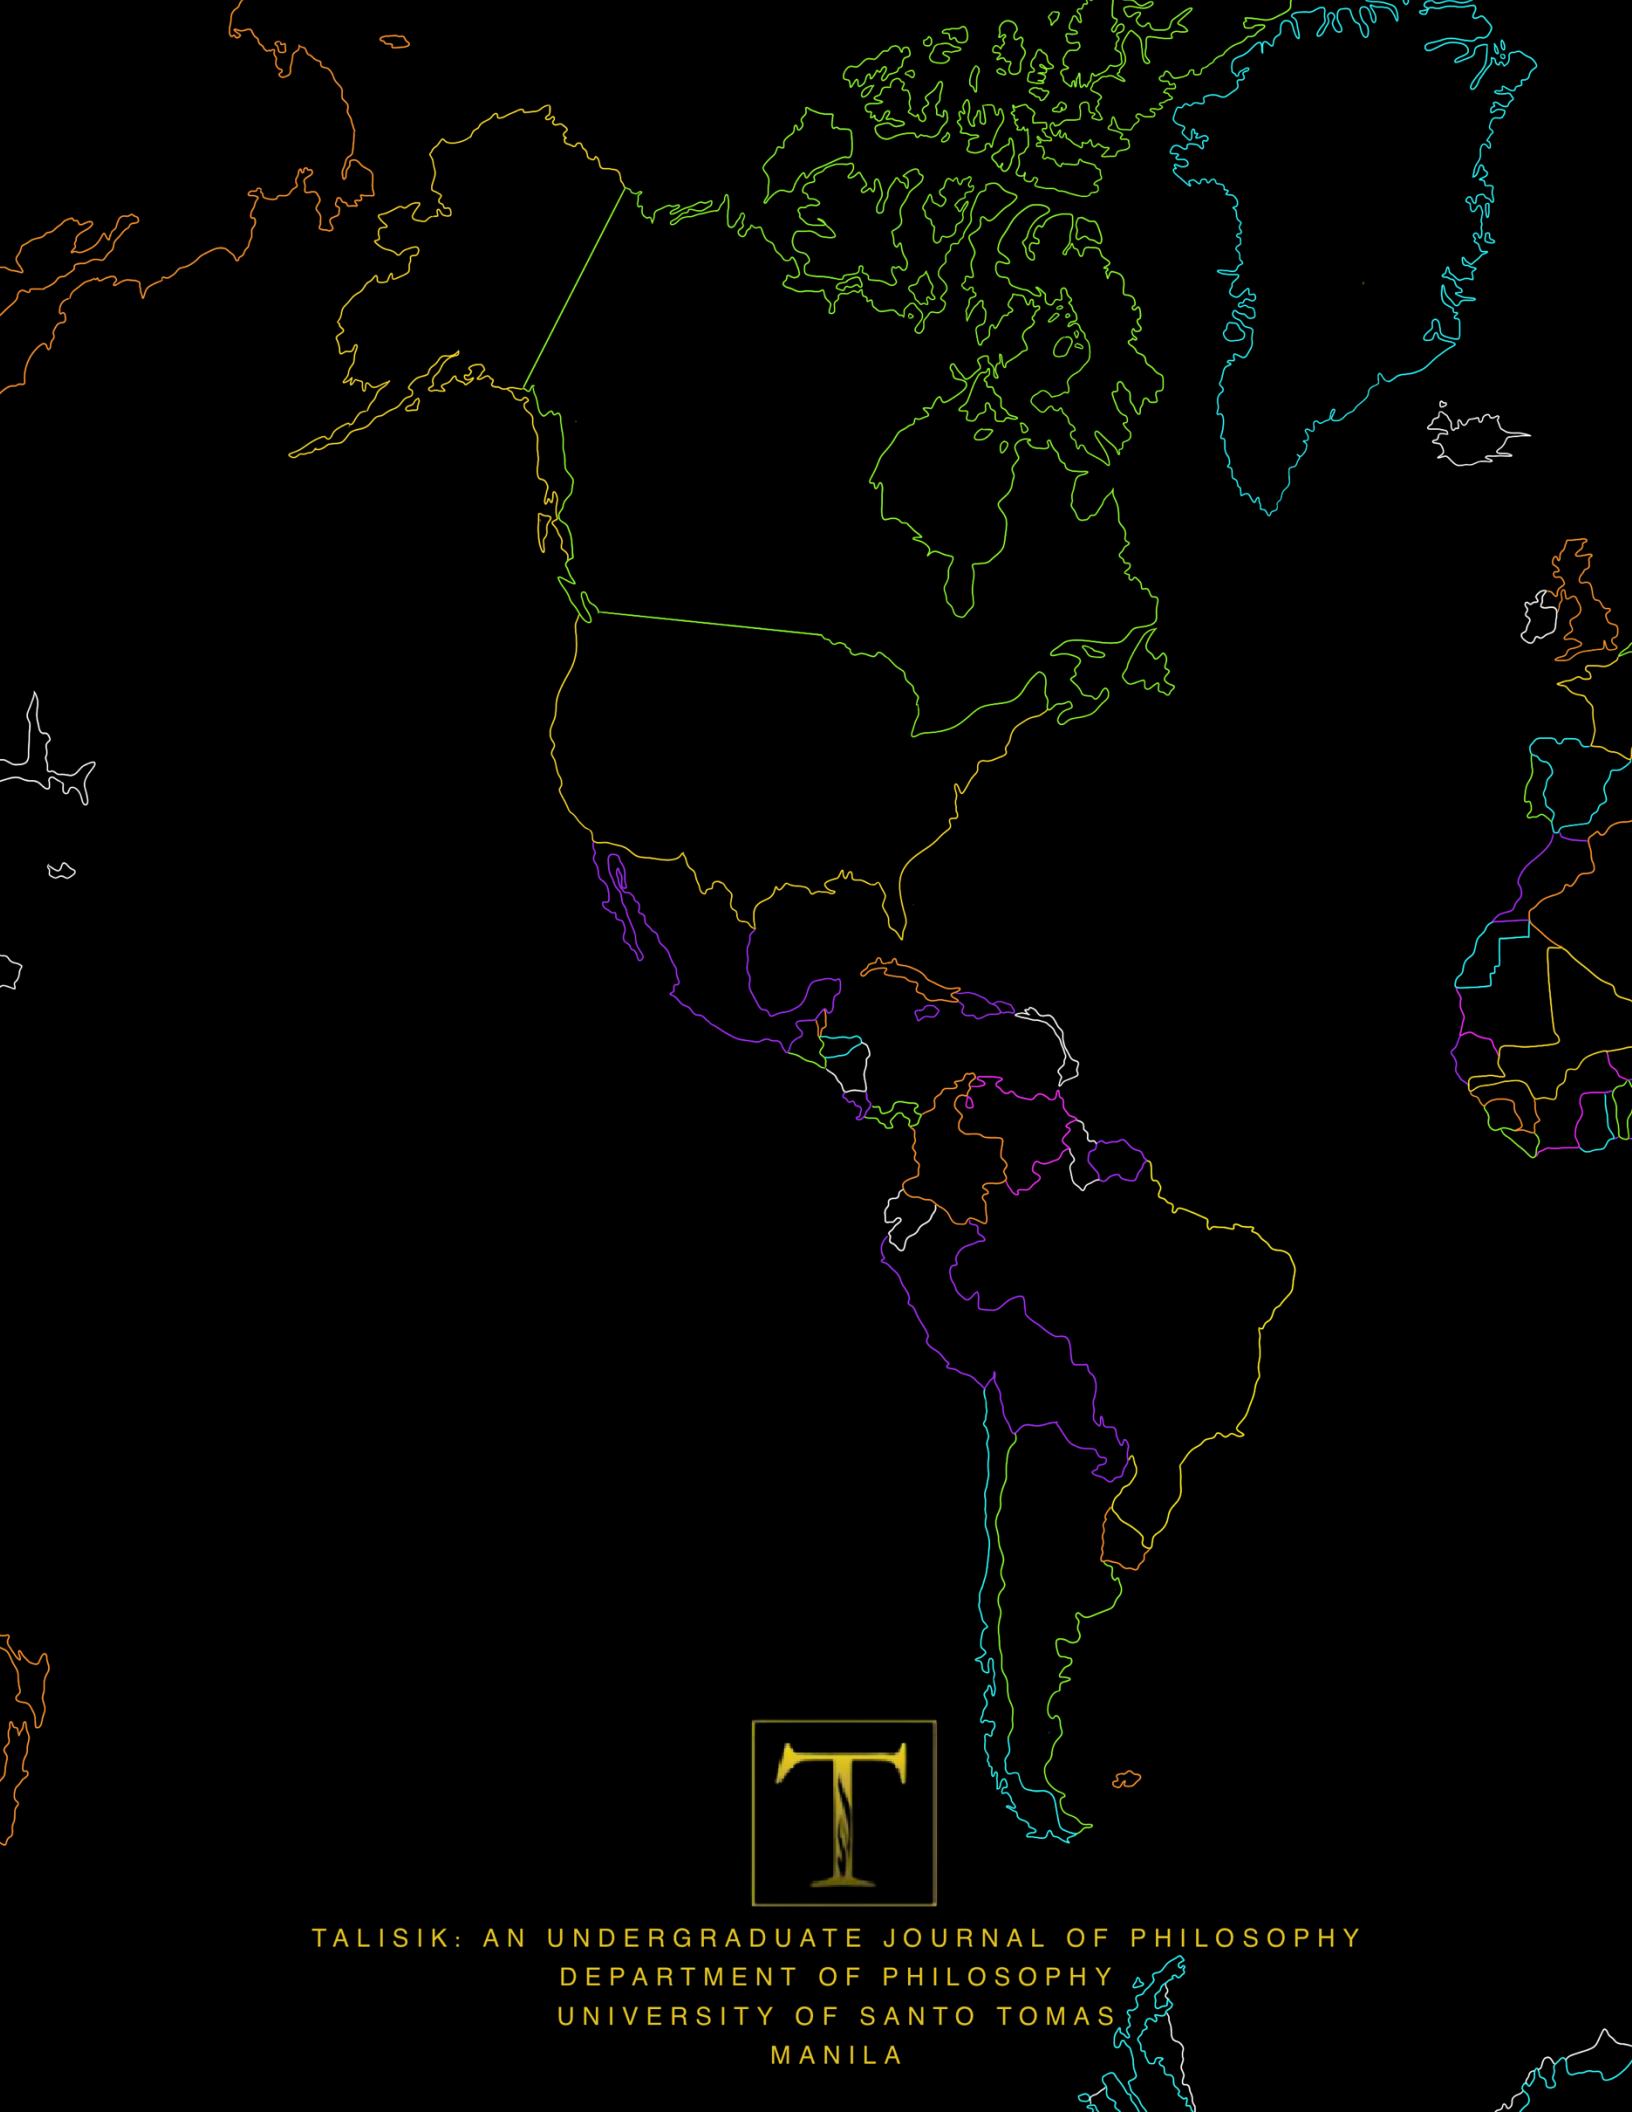 T
TALISIK: AN UNDERGRADUATE JOURNAL OF PHILOSOPHY
DEPARTMENT OF PHILOSOPHY
UNIVERSITY OF SANTO TOMAS
MANILA